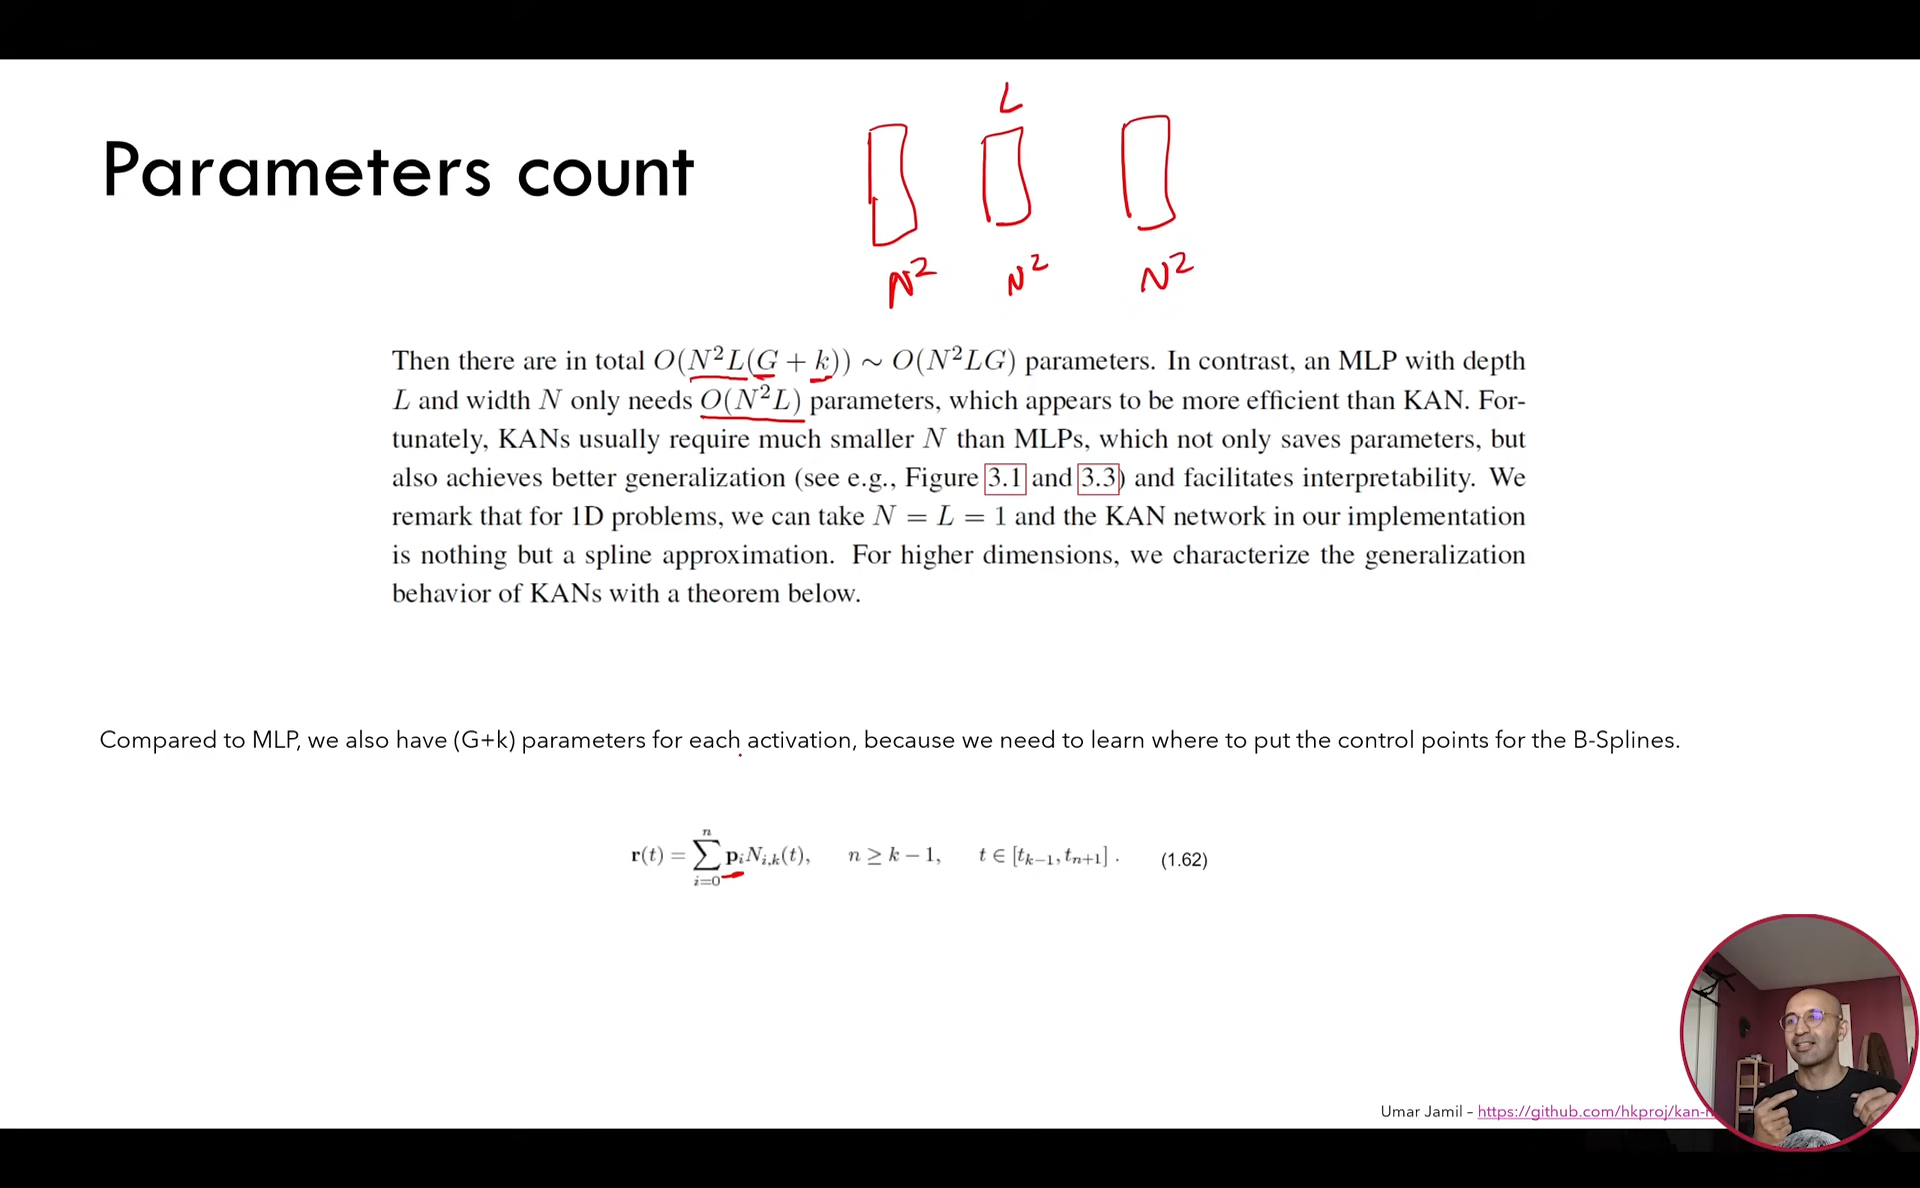 L
Parameters count
N² N² N²
Then there are in total O(N²L(G + k)) ∼ O(N²LG) parameters. In contrast, an MLP with depth
L and width N only needs O(N²L) parameters, which appears to be more efficient than KAN. For-
tunately, KANs usually require much smaller N than MLPs, which not only saves parameters, but
also achieves better generalization (see e.g., Figure 3.1 and 3.3) and facilitates interpretability. We
remark that for 1D problems, we can take N = L = 1 and the KAN network in our implementation
is nothing but a spline approximation. For higher dimensions, we characterize the generalization
behavior of KANs with a theorem below.
Compared to MLP, we also have (G+k) parameters for each activation, because we need to learn where to put the control points for the B-Splines.
r(t) = ∑_{i=0}^{n} p_i N_{i,k}(t), n ≥ k − 1, t ∈ [t_{k−1}, t_{n+1}] . (1.62)
Umar Jamil – https://github.com/hkproj/kan-